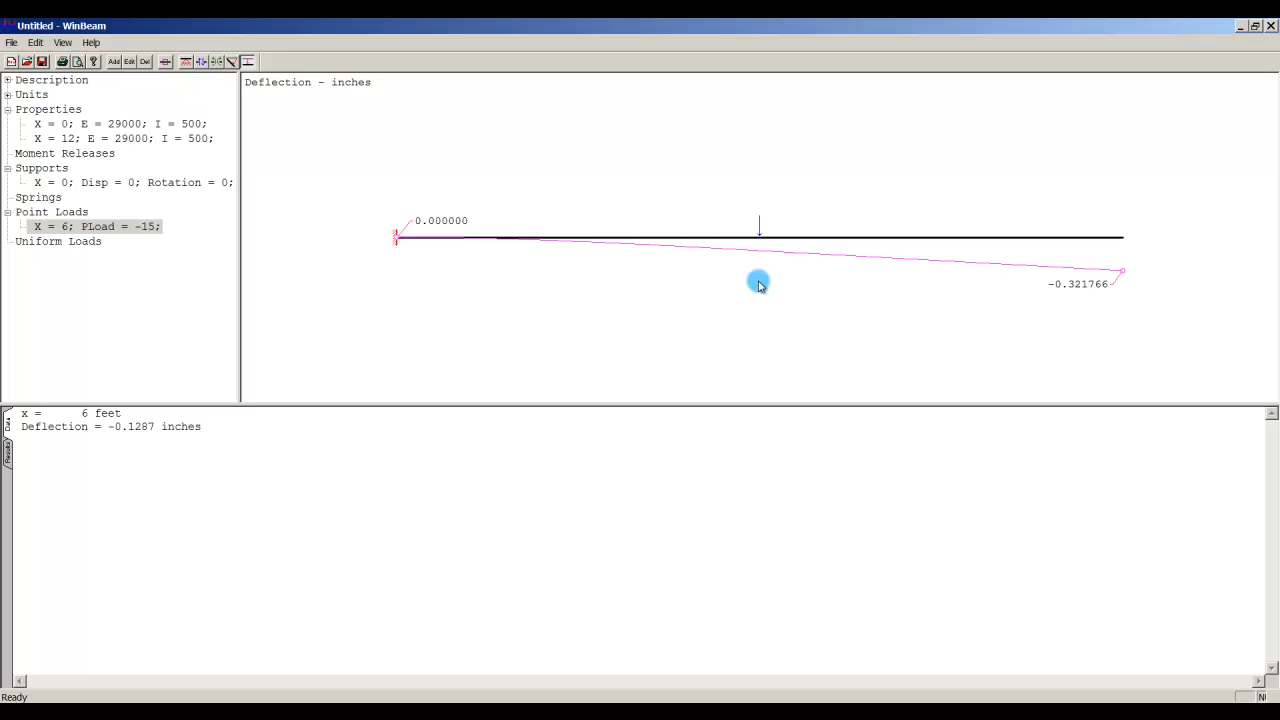 Untitled - WinBeam
File Edit View Help
Add Edit Del
Description
Units
Properties
X = 0; E = 29000; I = 500;
X = 12; E = 29000; I = 500;
Moment Releases
Supports
X = 0; Disp = 0; Rotation = 0;
Springs
Point Loads
X = 6; PLoad = -15;
Uniform Loads
Deflection - inches
0.000000
-0.321766
Data
Results
x = 6 feet
Deflection = -0.1287 inches
Ready